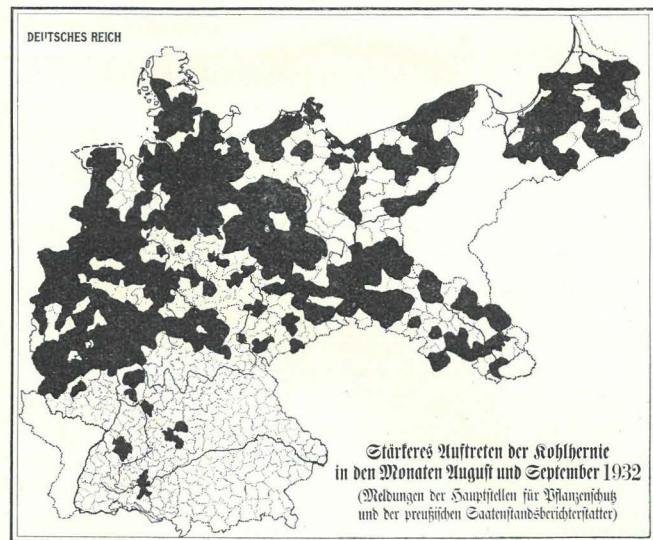 DEUTSCHES REICH
Stärkeres Auftreten der Kohlhernie
in den Monaten August und September 1932
(Meldungen der Hauptstellen für Pflanzenschutz
und der preußischen Saatenstandsberichterstatter)